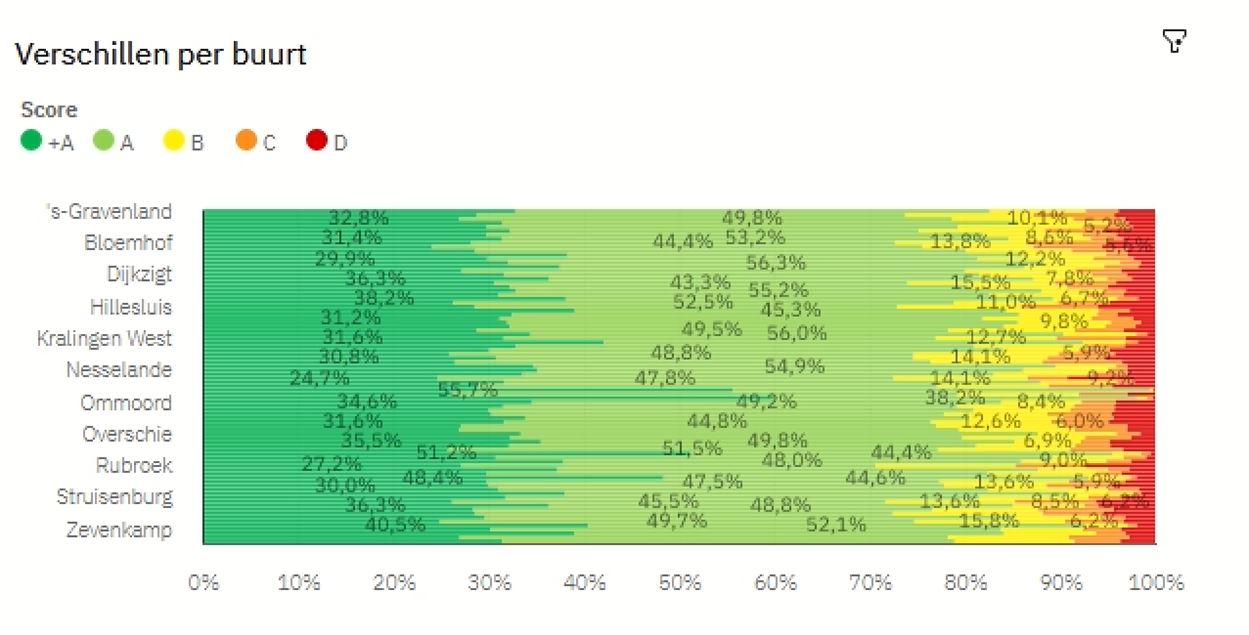 Verschillen per buurt
Score
+A A B C D
's-Gravenland 32,8% 49,8% 10,1% 5,2%
Bloemhof 31,4% 44,4% 53,2% 13,8% 8,6% 5,6%
29,9% 56,3% 12,2%
Dijkzigt 36,3% 43,3% 55,2% 15,5% 7,8%
38,2% 52,5% 45,3% 11,0% 6,7%
Hillesluis
31,2% 49,5% 56,0% 9,8%
Kralingen West 31,6% 12,7%
30,8% 48,8% 54,9% 14,1% 5,9%
Nesselande
24,7% 47,8% 14,1% 9,2%
55,7% 38,2%
Ommoord 34,6% 49,2% 8,4%
31,6% 44,8% 12,6% 6,0%
Overschie 35,5% 49,8% 6,9%
51,2% 51,5% 44,4%
Rubroek 27,2% 48,0% 9,0%
30,0% 48,4% 47,5% 44,6% 13,6% 5,9%
Struisenburg 36,3% 45,5% 48,8% 13,6% 8,5% 6,2%
Zevenkamp 40,5% 49,7% 52,1% 15,8% 6,2%
0% 10% 20% 30% 40% 50% 60% 70% 80% 90% 100%